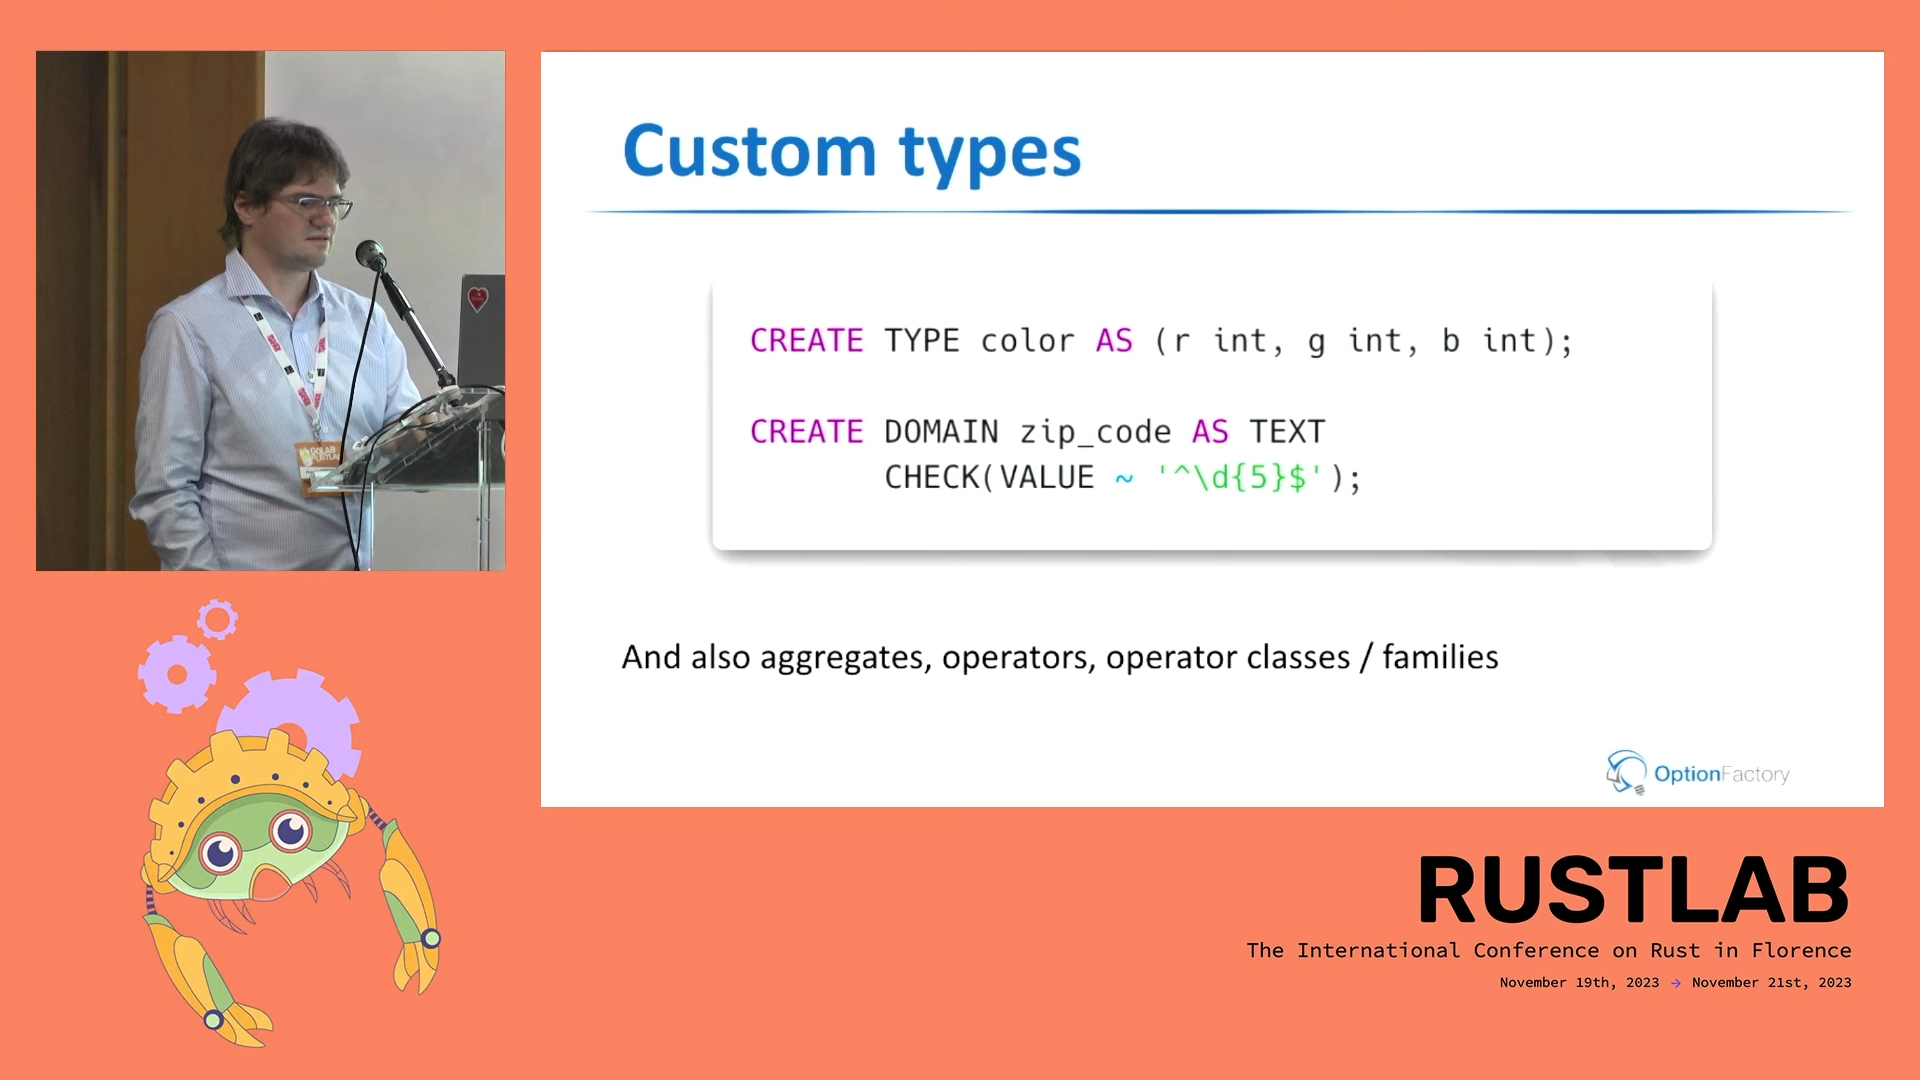 Custom types
CREATE TYPE color AS (r int, g int, b int);
CREATE DOMAIN zip_code AS TEXT
CHECK(VALUE ~ '^\d{5}$');
And also aggregates, operators, operator classes / families
OptionFactory
RUSTLAB
The International Conference on Rust in Florence
November 19th, 2023 → November 21st, 2023